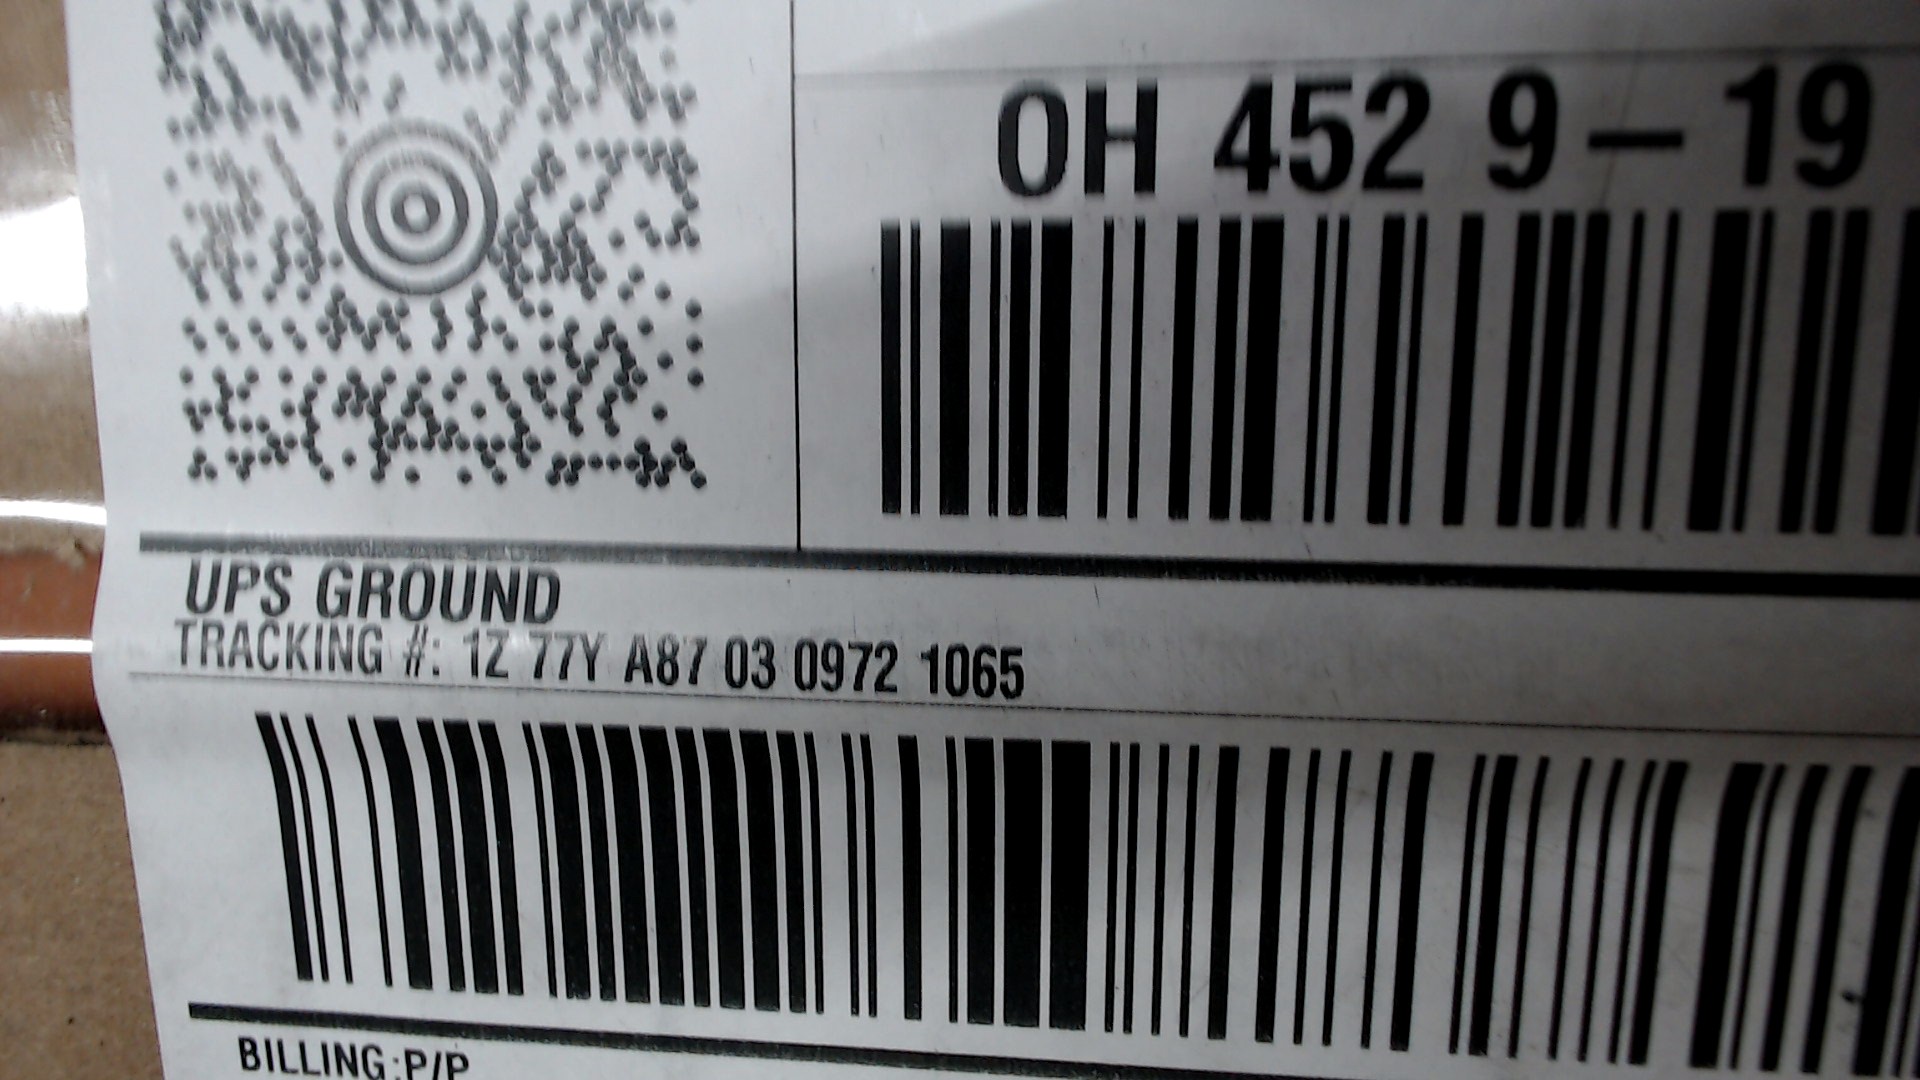 OH 452 9 – 19
UPS GROUND
TRACKING #: 1Z 77Y A87 03 0972 1065
BILLING:P/P